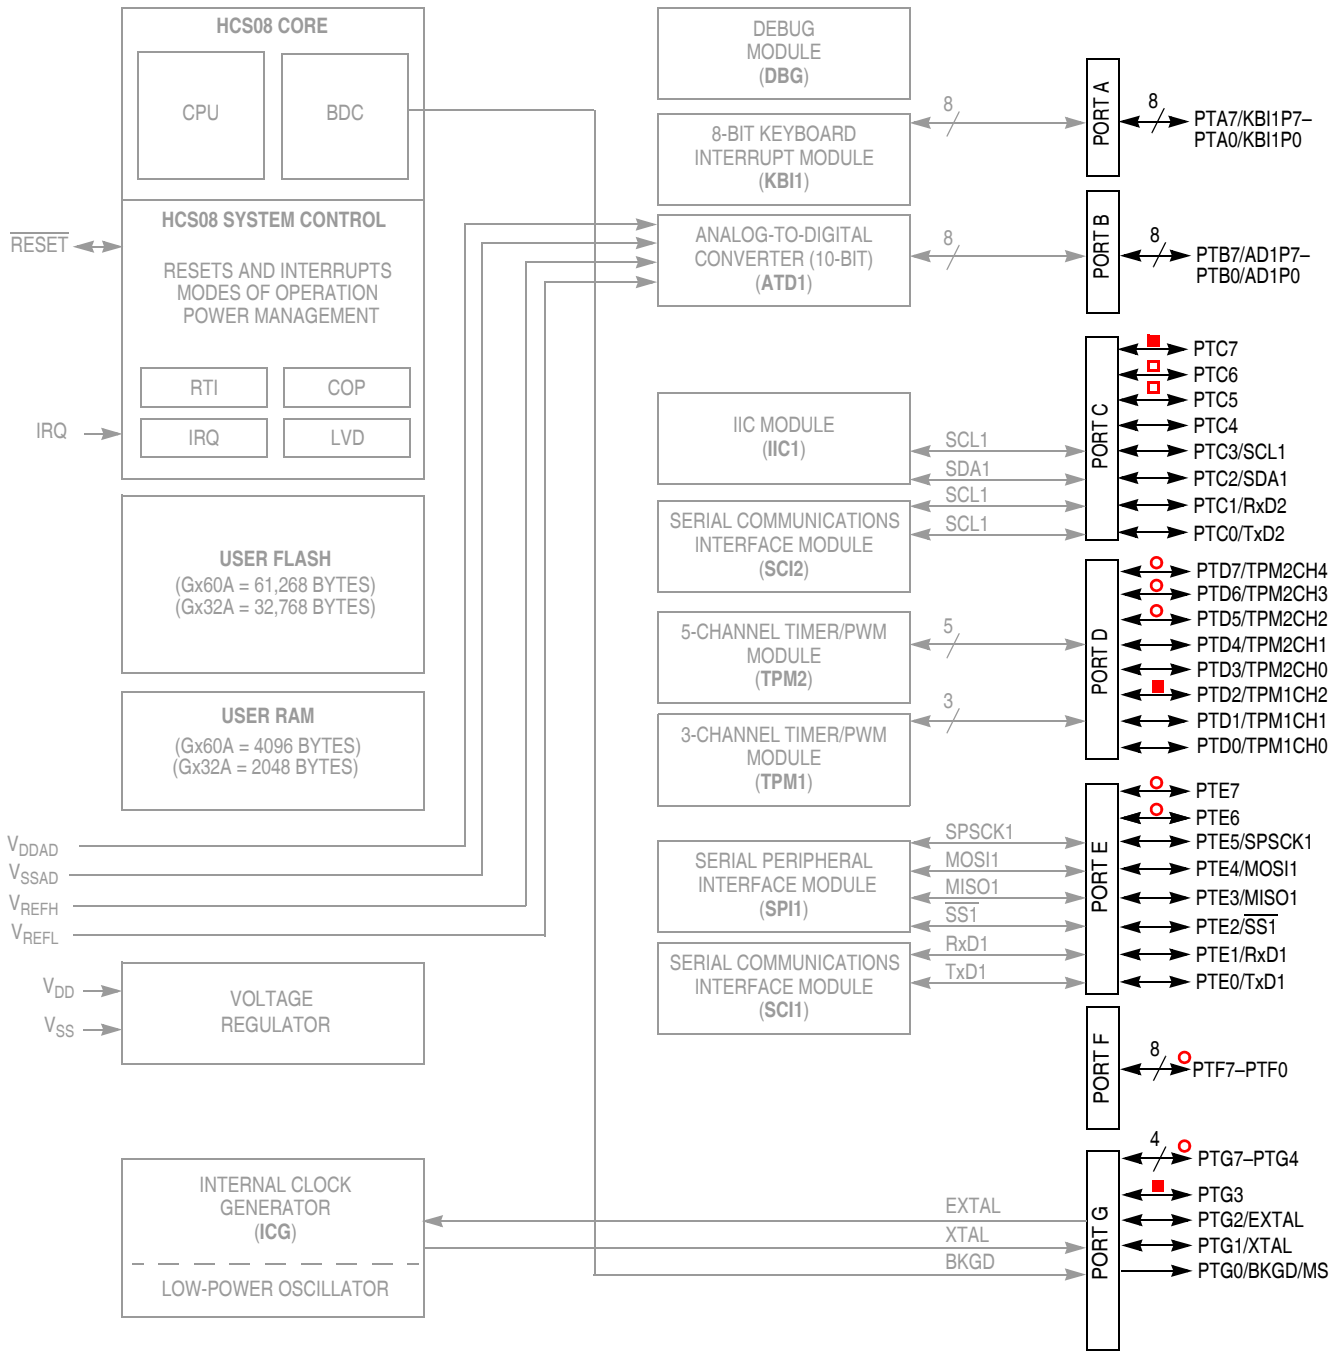 HCS08 CORE
CPU
BDC
HCS08 SYSTEM CONTROL
RESET
RESETS AND INTERRUPTS
MODES OF OPERATION
POWER MANAGEMENT
RTI
COP
IRQ
IRQ
LVD
USER FLASH
(Gx60A = 61,268 BYTES)
(Gx32A = 32,768 BYTES)
USER RAM
(Gx60A = 4096 BYTES)
(Gx32A = 2048 BYTES)
VDDAD
VSSAD
VREFH
VREFL
VDD
VSS
VOLTAGE
REGULATOR
INTERNAL CLOCK
GENERATOR
(ICG)
LOW-POWER OSCILLATOR
DEBUG
MODULE
(DBG)
8-BIT KEYBOARD
INTERRUPT MODULE
(KBI1)
8
ANALOG-TO-DIGITAL
CONVERTER (10-BIT)
(ATD1)
8
IIC MODULE
(IIC1)
SCL1
SDA1
SERIAL COMMUNICATIONS
INTERFACE MODULE
(SCI2)
SCL1
SCL1
5-CHANNEL TIMER/PWM
MODULE
(TPM2)
5
3-CHANNEL TIMER/PWM
MODULE
(TPM1)
3
SERIAL PERIPHERAL
INTERFACE MODULE
(SPI1)
SPSCK1
MOSI1
MISO1
SS1
SERIAL COMMUNICATIONS
INTERFACE MODULE
(SCI1)
RxD1
TxD1
EXTAL
XTAL
BKGD
PORT A
8
PTA7/KBI1P7–
PTA0/KBI1P0
PORT B
8
PTB7/AD1P7–
PTB0/AD1P0
PORT C
PTC7
PTC6
PTC5
PTC4
PTC3/SCL1
PTC2/SDA1
PTC1/RxD2
PTC0/TxD2
PORT D
PTD7/TPM2CH4
PTD6/TPM2CH3
PTD5/TPM2CH2
PTD4/TPM2CH1
PTD3/TPM2CH0
PTD2/TPM1CH2
PTD1/TPM1CH1
PTD0/TPM1CH0
PORT E
PTE7
PTE6
PTE5/SPSCK1
PTE4/MOSI1
PTE3/MISO1
PTE2/SS1
PTE1/RxD1
PTE0/TxD1
PORT F
8
PTF7–PTF0
PORT G
4
PTG7–PTG4
PTG3
PTG2/EXTAL
PTG1/XTAL
PTG0/BKGD/MS